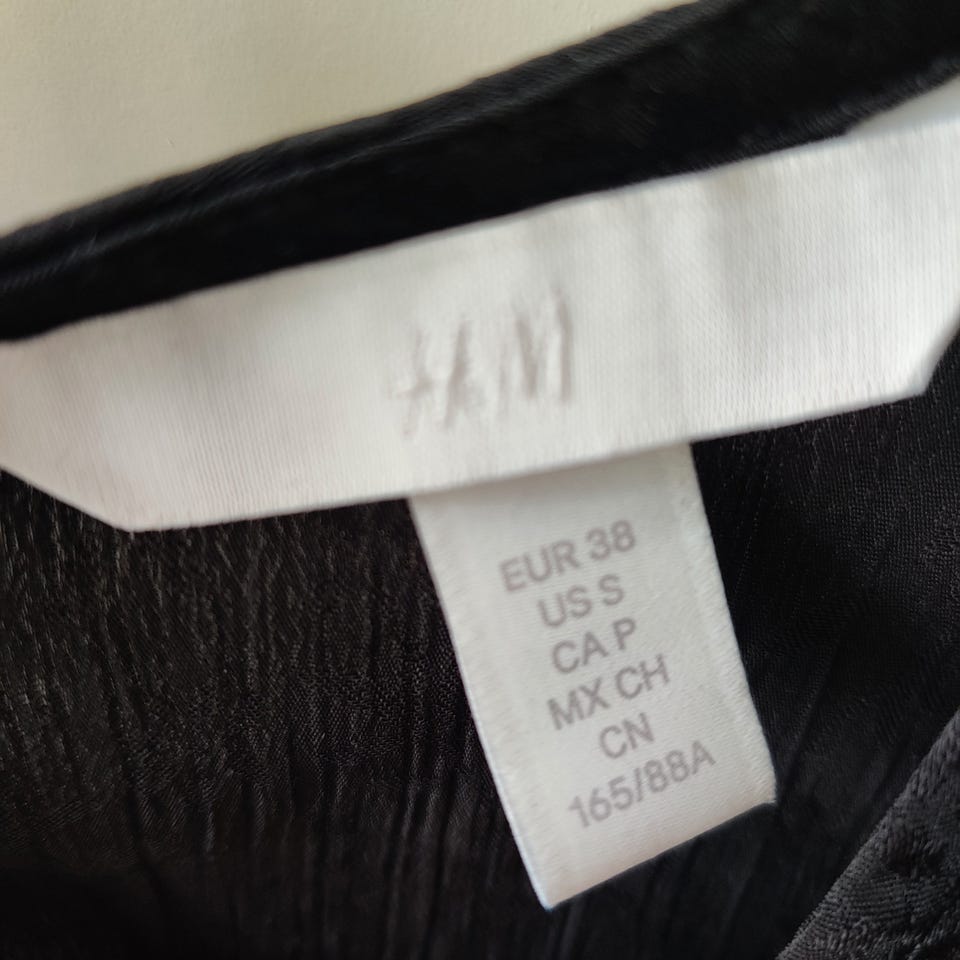 H&M
EUR 38
US S
CA P
MX CH
CN
165/88A